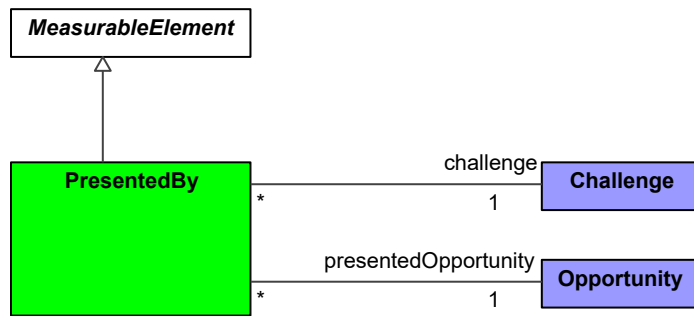 MeasurableElement
PresentedBy
challenge
Challenge
*
1
presentedOpportunity
Opportunity
*
1